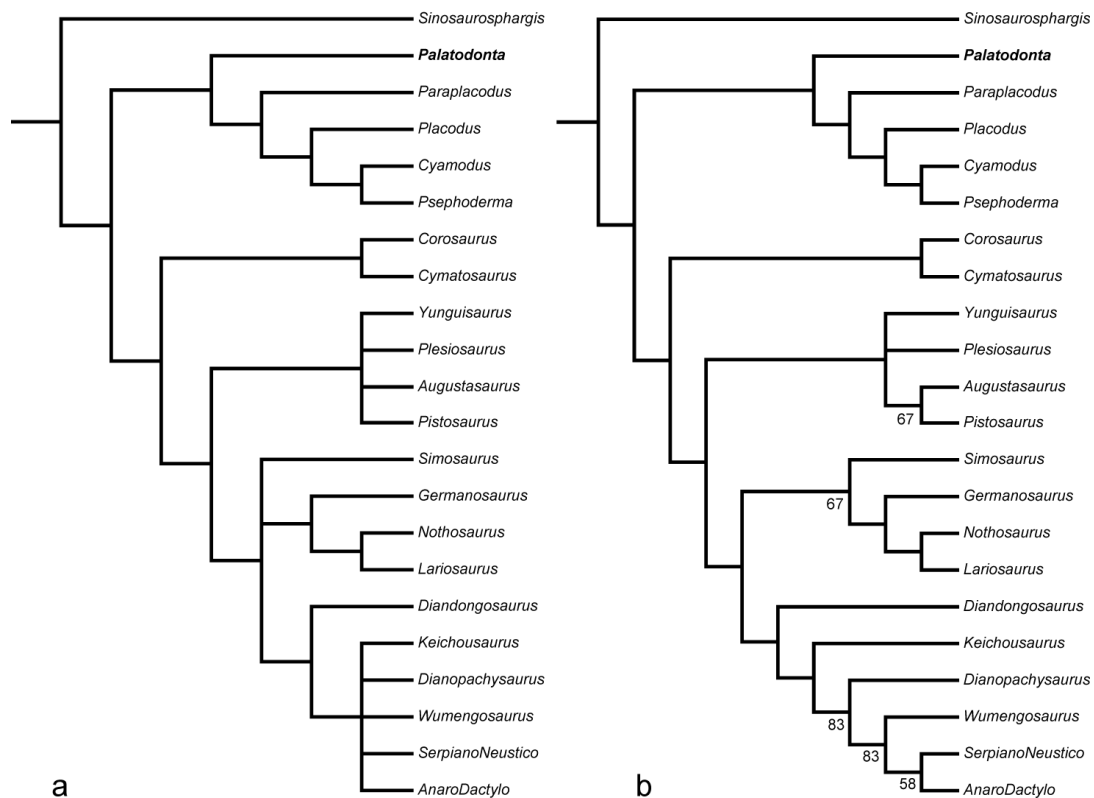 Sinosaurosphargis
Palatodonta
Paraplacodus
Placodus
Cyamodus
Psephoderma
Corosaurus
Cymatosaurus
Yunguisaurus
Plesiosaurus
Augustasaurus
Pistosaurus
Simosaurus
Germanosaurus
Nothosaurus
Lariosaurus
Diandongosaurus
Keichousaurus
Dianopachysaurus
Wumengosaurus
SerpianoNeustico
AnaroDactylo
a
Sinosaurosphargis
Palatodonta
Paraplacodus
Placodus
Cyamodus
Psephoderma
Corosaurus
Cymatosaurus
Yunguisaurus
Plesiosaurus
Augustasaurus
Pistosaurus
67
Simosaurus
67
Germanosaurus
Nothosaurus
Lariosaurus
Diandongosaurus
Keichousaurus
Dianopachysaurus
83
Wumengosaurus
83
SerpianoNeustico
58
AnaroDactylo
b